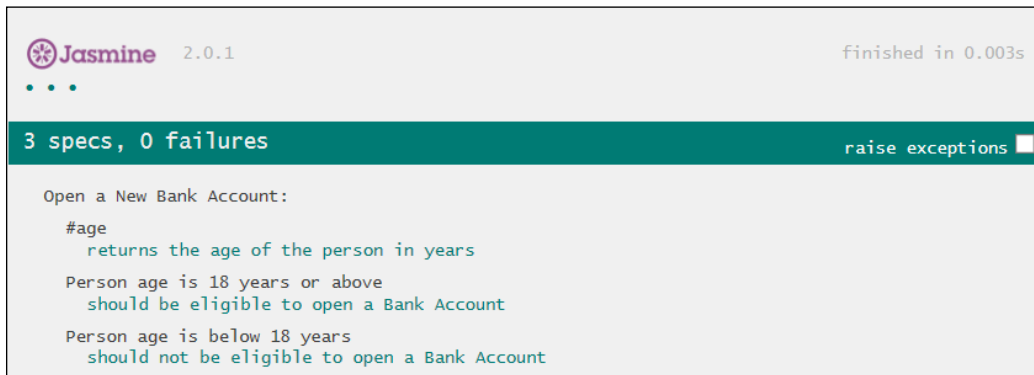 Jasmine 2.0.1 finished in 0.003s
3 specs, 0 failures raise exceptions
Open a New Bank Account:
#age
returns the age of the person in years
Person age is 18 years or above
should be eligible to open a Bank Account
Person age is below 18 years
should not be eligible to open a Bank Account